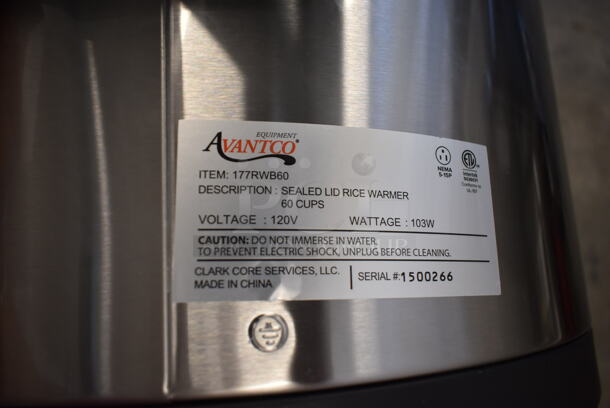 EQUIPMENT
AVANTCO®
ITEM: 177RWB60
DESCRIPTION : SEALED LID RICE WARMER
60 CUPS
VOLTAGE : 120V WATTAGE : 103W
CAUTION: DO NOT IMMERSE IN WATER.
TO PREVENT ELECTRIC SHOCK, UNPLUG BEFORE CLEANING.
CLARK CORE SERVICES, LLC.
MADE IN CHINA
SERIAL #:1500266
NEMA
5-15P
ETL
Intertek